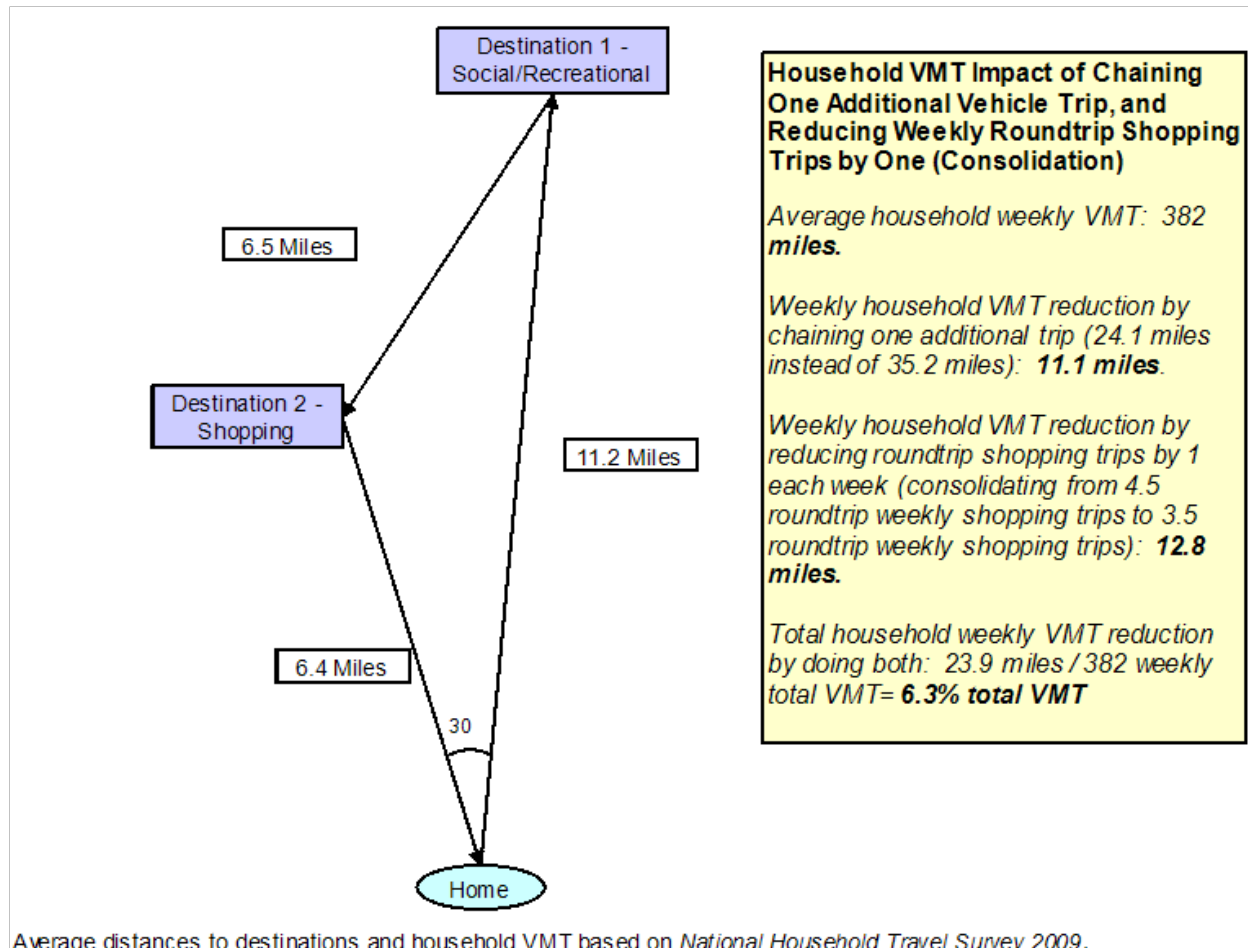 Destination 1 -
Social/Recreational
6.5 Miles
Destination 2 -
Shopping
11.2 Miles
6.4 Miles
30
Home
Household VMT Impact of Chaining
One Additional Vehicle Trip, and
Reducing Weekly Roundtrip Shopping
Trips by One (Consolidation)
Average household weekly VMT: 382
miles.
Weekly household VMT reduction by
chaining one additional trip (24.1 miles
instead of 35.2 miles): 11.1 miles.
Weekly household VMT reduction by
reducing roundtrip shopping trips by 1
each week (consolidating from 4.5
roundtrip weekly shopping trips to 3.5
roundtrip weekly shopping trips): 12.8
miles.
Total household weekly VMT reduction
by doing both: 23.9 miles / 382 weekly
total VMT= 6.3% total VMT
Average distances to destinations and household VMT based on National Household Travel Survey 2009.